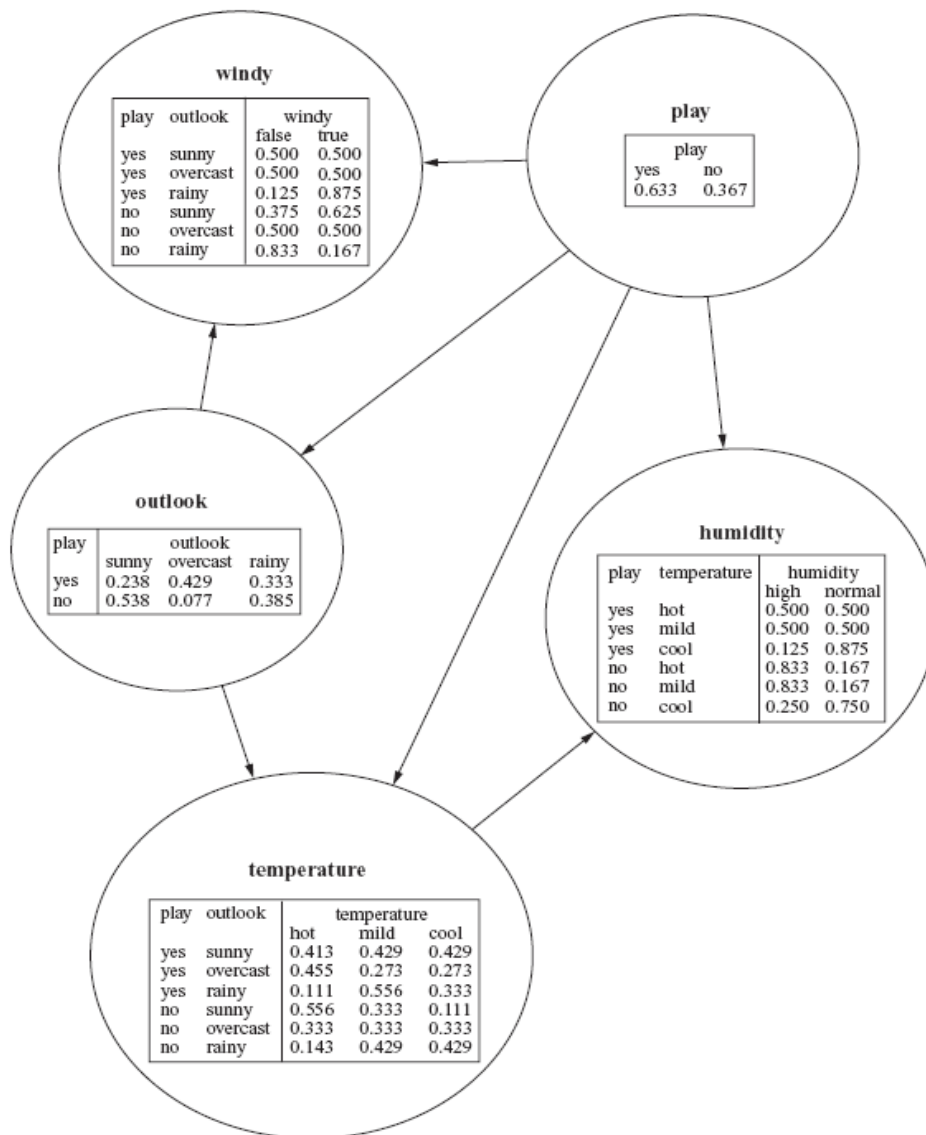 windy
play outlook windy
false true
yes sunny 0.500 0.500
yes overcast 0.500 0.500
yes rainy 0.125 0.875
no sunny 0.375 0.625
no overcast 0.500 0.500
no rainy 0.833 0.167
play
play
yes no
0.633 0.367
outlook
play outlook
sunny overcast rainy
yes 0.238 0.429 0.333
no 0.538 0.077 0.385
humidity
play temperature humidity
high normal
yes hot 0.500 0.500
yes mild 0.500 0.500
yes cool 0.125 0.875
no hot 0.833 0.167
no mild 0.833 0.167
no cool 0.250 0.750
temperature
play outlook temperature
hot mild cool
yes sunny 0.413 0.429 0.429
yes overcast 0.455 0.273 0.273
yes rainy 0.111 0.556 0.333
no sunny 0.556 0.333 0.111
no overcast 0.333 0.333 0.333
no rainy 0.143 0.429 0.429